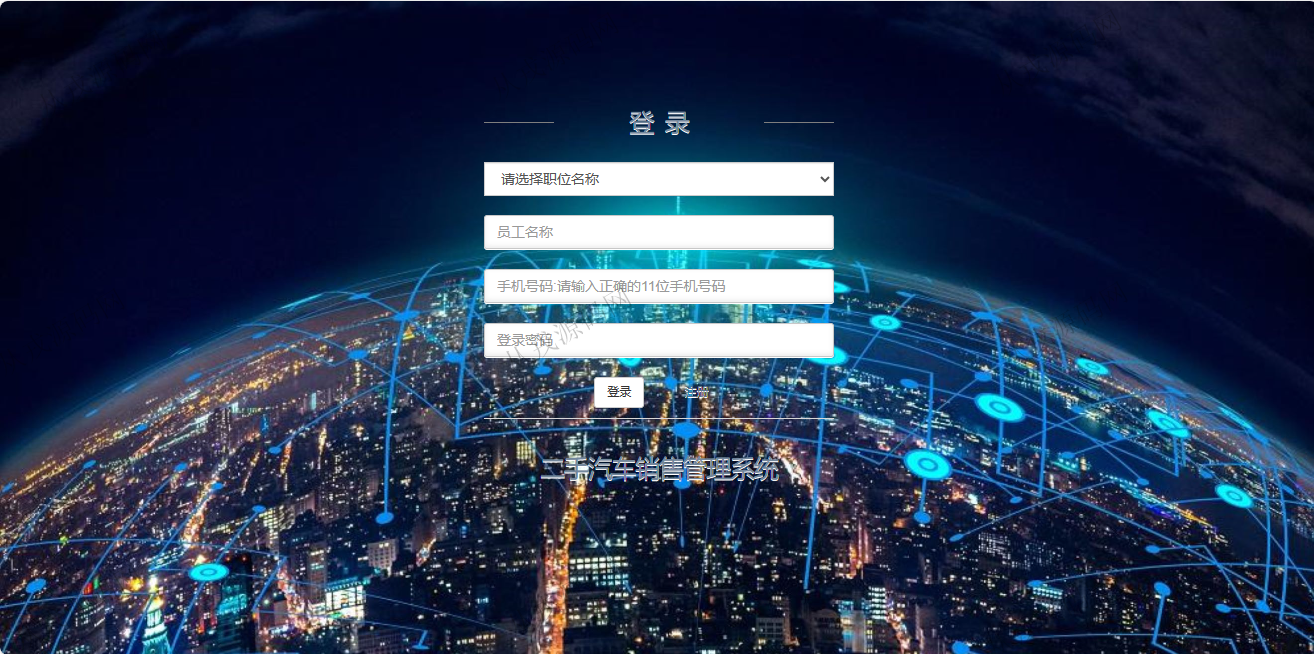 登 录
请选择职位名称
员工名称
手机号码:请输入正确的11位手机号码
登录密码
登录
注册
二手汽车销售管理系统